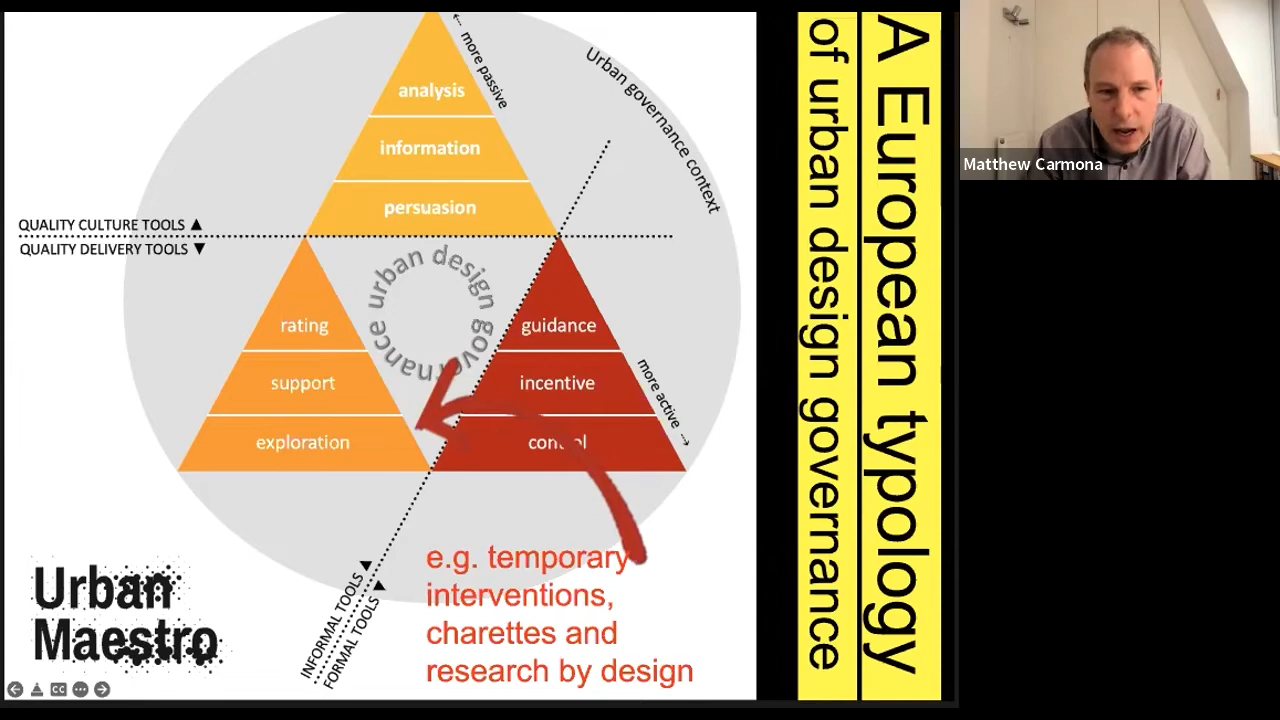 analysis
information
persuasion
← more passive
Urban governance context
QUALITY CULTURE TOOLS ▲
QUALITY DELIVERY TOOLS ▼
urban design governance
rating
support
exploration
guidance
incentive
more active →
INFORMAL TOOLS ▲
FORMAL TOOLS ▼
e.g. temporary
interventions,
charettes and
research by design
Urban
Maestro
CC
A European typology
of urban design governance
Matthew Carmona